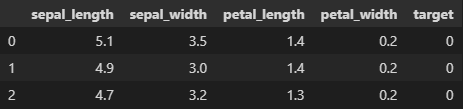 sepal_length sepal_width petal_length petal_width target
0 5.1 3.5 1.4 0.2 0
1 4.9 3.0 1.4 0.2 0
2 4.7 3.2 1.3 0.2 0